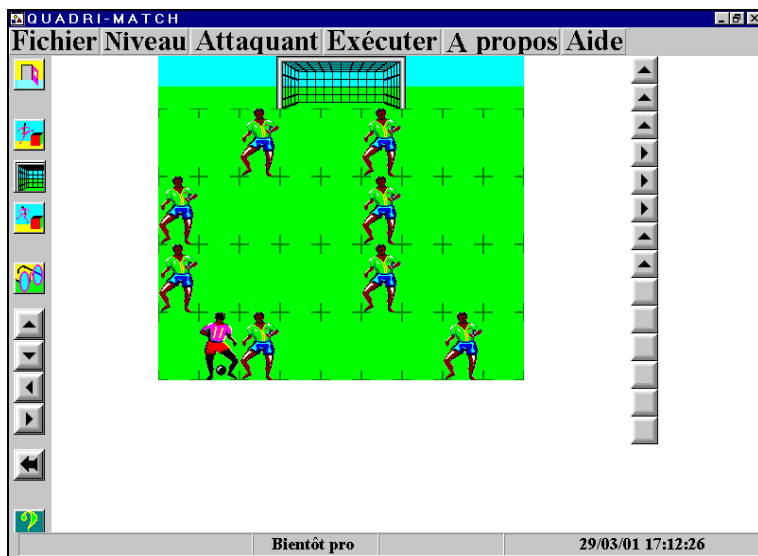 QUADRI-MATCH
Fichier Niveau Attaquant Exécuter A propos Aide
Bientôt pro 29/03/01 17:12:26